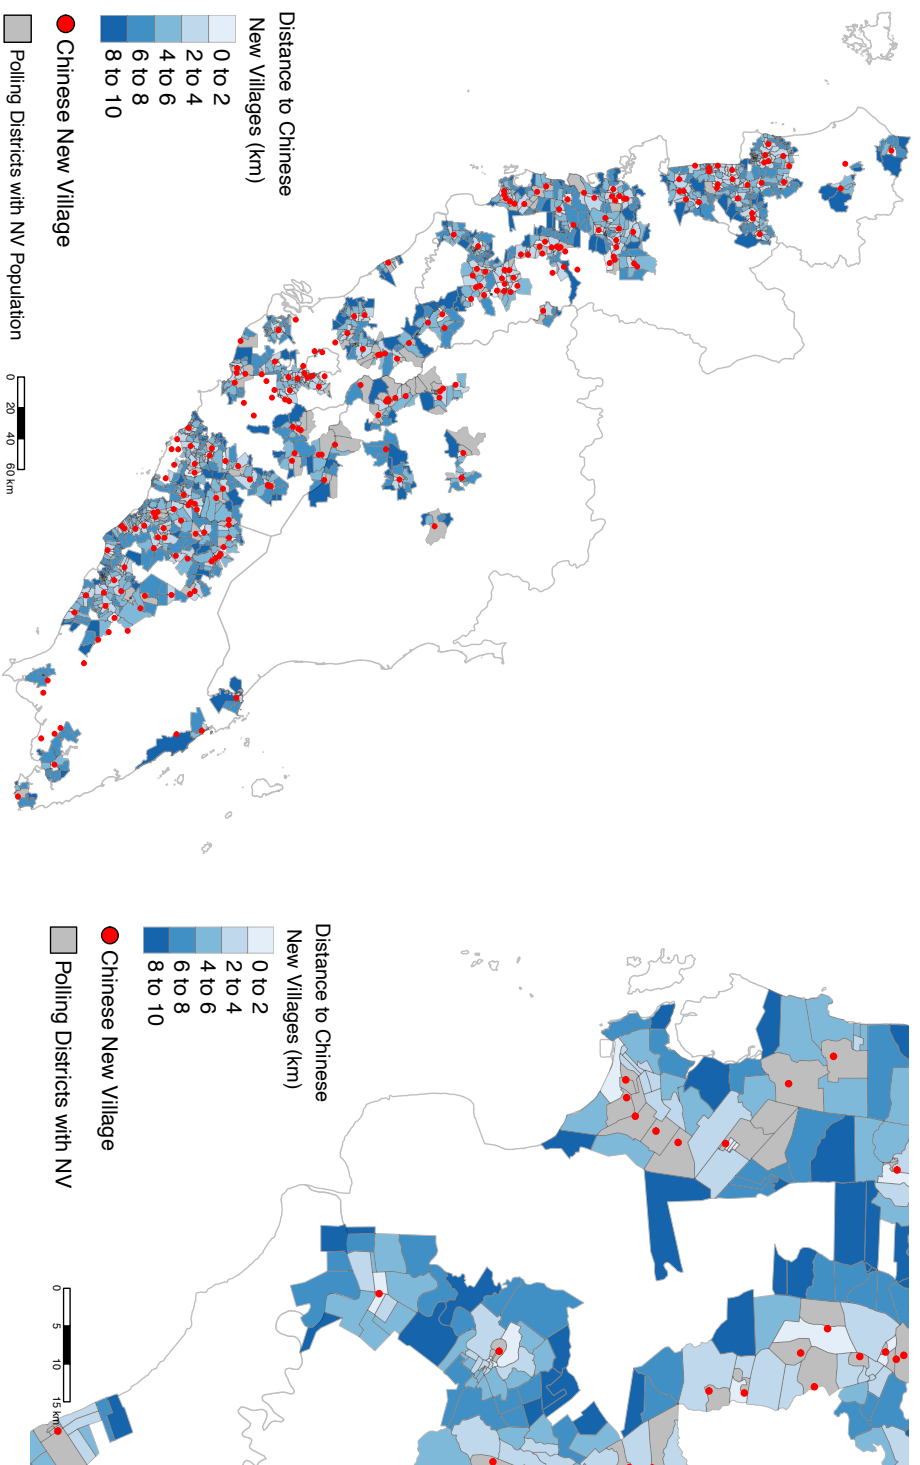 Distance to Chinese
New Villages (km)
0 to 2
2 to 4
4 to 6
6 to 8
8 to 10
Chinese New Village
Polling Districts with NV Population
0 20 40 60 km
Distance to Chinese
New Villages (km)
0 to 2
2 to 4
4 to 6
6 to 8
8 to 10
Chinese New Village
Polling Districts with NV
0 5 10 15 km